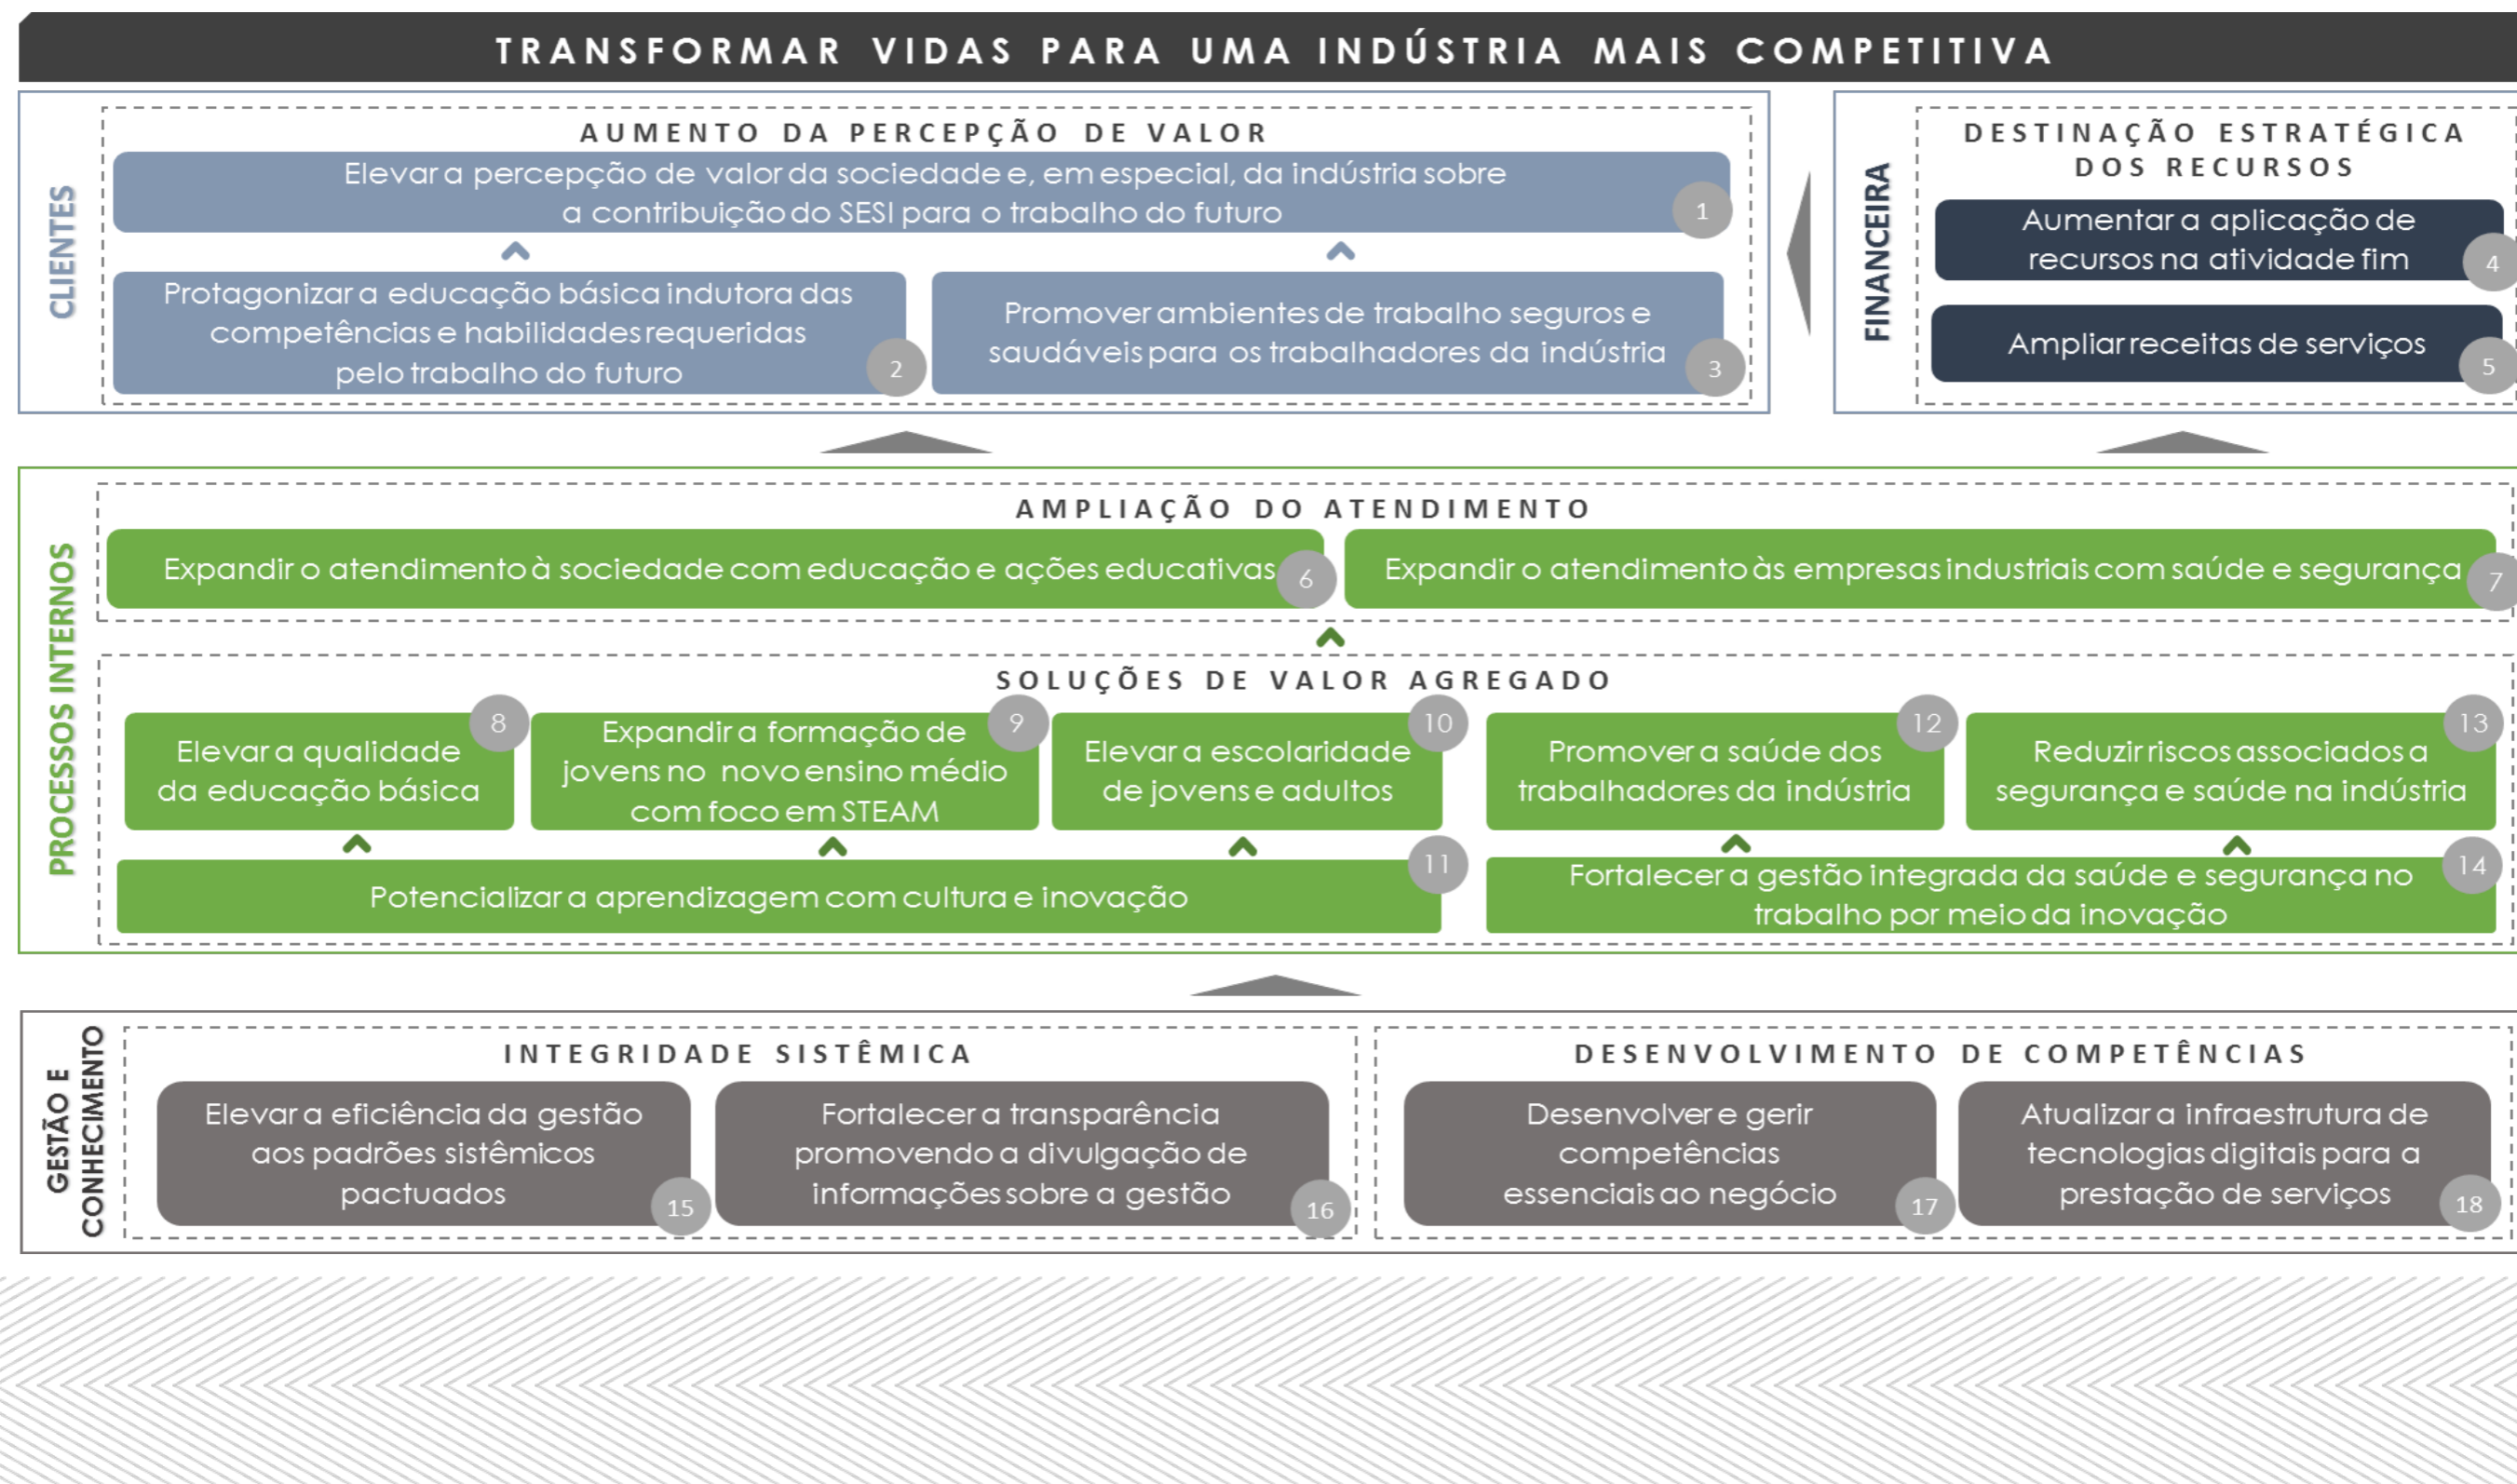 TRANSFORMAR VIDAS PARA UMA INDÚSTRIA MAIS COMPETITIVA
CLIENTES
AUMENTO DA PERCEPÇÃO DE VALOR
Elevar a percepção de valor da sociedade e, em especial, da indústria sobre
a contribuição do SESI para o trabalho do futuro
1
Protagonizar a educação básica indutora das
competências e habilidades requeridas
pelo trabalho do futuro
2
Promover ambientes de trabalho seguros e
saudáveis para os trabalhadores da indústria
3
FINANCEIRA
DESTINAÇÃO ESTRATÉGICA
DOS RECURSOS
Aumentar a aplicação de
recursos na atividade fim
4
Ampliar receitas de serviços
5
PROCESSOS INTERNOS
AMPLIAÇÃO DO ATENDIMENTO
Expandir o atendimento à sociedade com educação e ações educativas
6
Expandir o atendimento às empresas industriais com saúde e segurança
7
SOLUÇÕES DE VALOR AGREGADO
Elevar a qualidade
da educação básica
8
Expandir a formação de
jovens no novo ensino médio
com foco em STEAM
9
Elevar a escolaridade
de jovens e adultos
10
Promover a saúde dos
trabalhadores da indústria
12
Reduzir riscos associados a
segurança e saúde na indústria
13
Potencializar a aprendizagem com cultura e inovação
11
Fortalecer a gestão integrada da saúde e segurança no
trabalho por meio da inovação
14
GESTÃO E
CONHECIMENTO
INTEGRIDADE SISTÊMICA
Elevar a eficiência da gestão
aos padrões sistêmicos
pactuados
15
Fortalecer a transparência
promovendo a divulgação de
informações sobre a gestão
16
DESENVOLVIMENTO DE COMPETÊNCIAS
Desenvolver e gerir
competências
essenciais ao negócio
17
Atualizar a infraestrutura de
tecnologias digitais para a
prestação de serviços
18